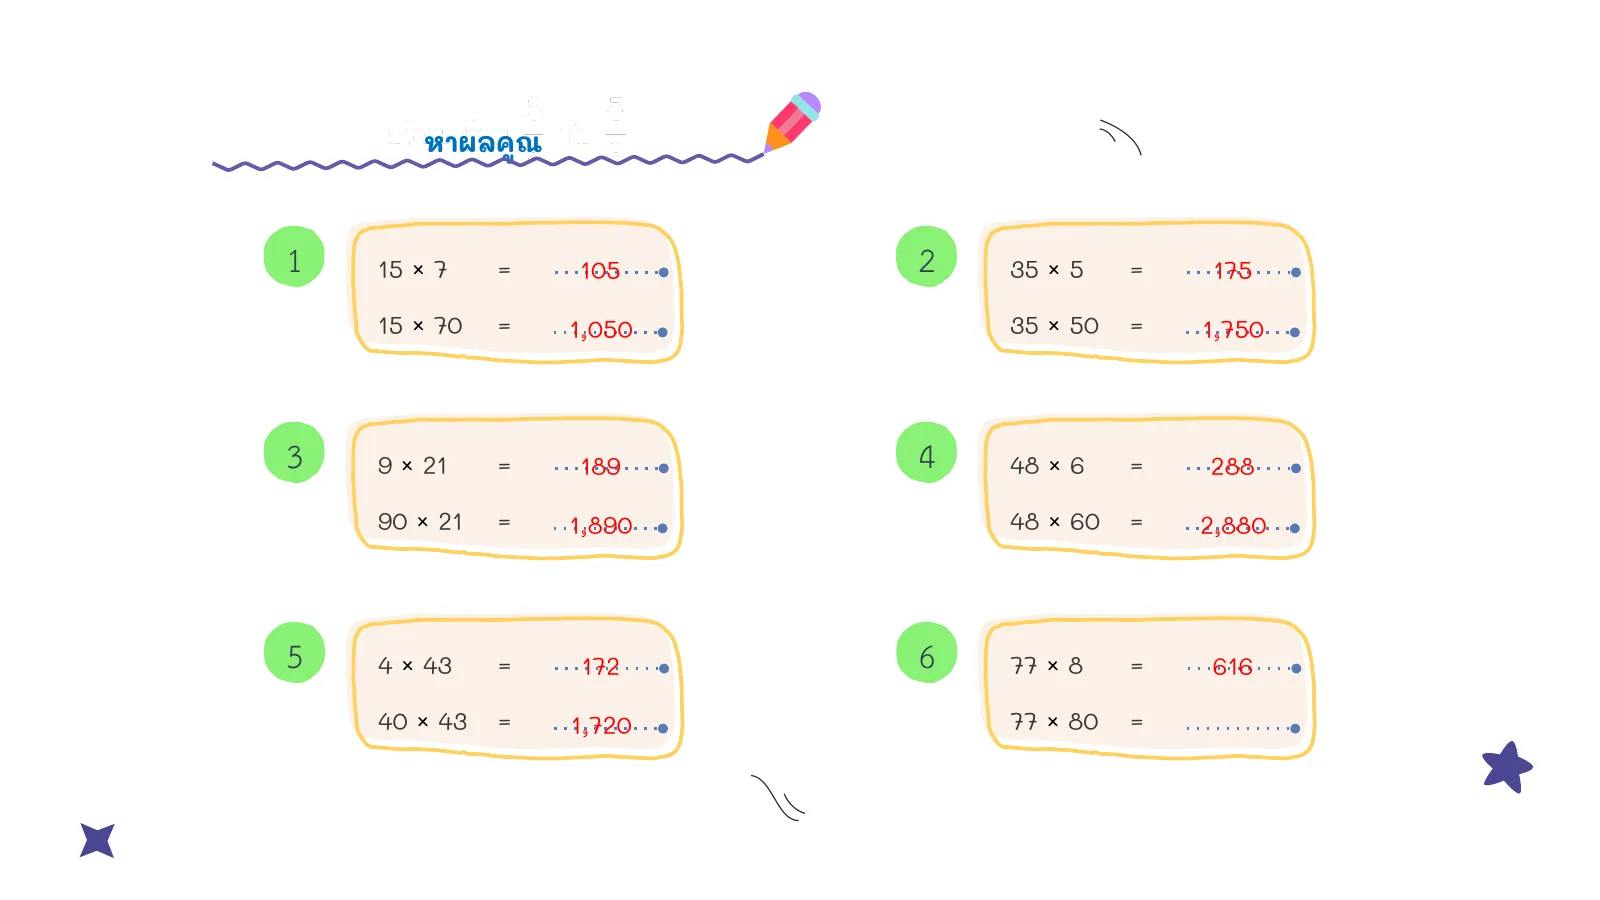 หาผลคูณ
1
15 × 7 = 105
15 × 70 = 1,050
2
35 × 5 = 175
35 × 50 = 1,750
3
9 × 21 = 189
90 × 21 = 1,890
4
48 × 6 = 288
48 × 60 = 2,880
5
4 × 43 = 172
40 × 43 = 1,720
6
77 × 8 = 616
77 × 80 =